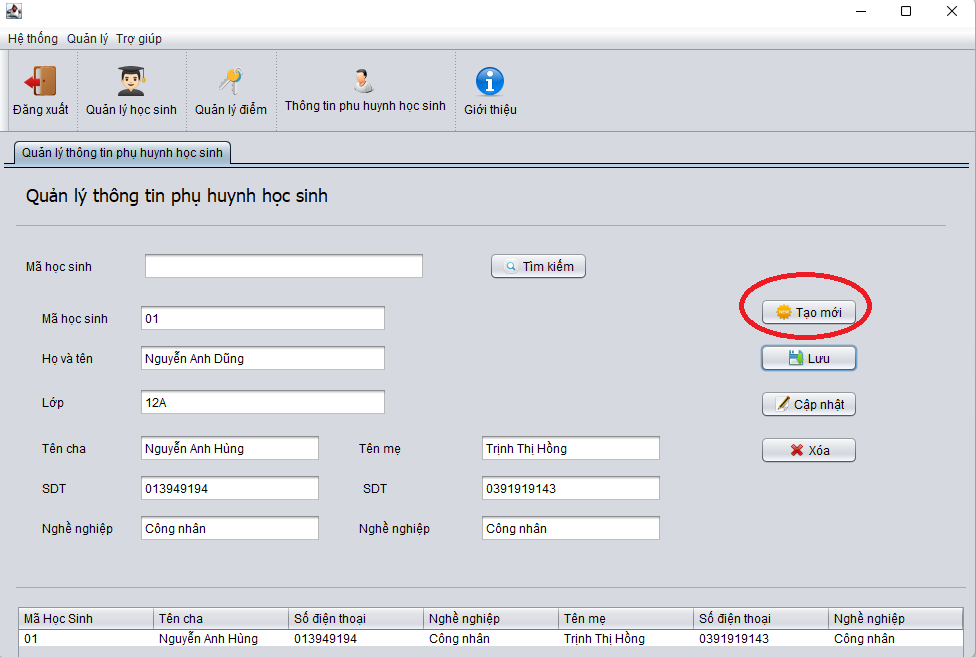 Hệ thống Quản lý Trợ giúp
Đăng xuất Quản lý học sinh Quản lý điểm Thông tin phu huynh học sinh Giới thiệu
Quản lý thông tin phụ huynh học sinh
Quản lý thông tin phụ huynh học sinh
Mã học sinh Tìm kiếm
Tạo mới
Mã học sinh 01
Họ và tên Nguyễn Anh Dũng Lưu
Lớp 12A Cập nhật
Tên cha Nguyễn Anh Hùng Tên mẹ Trịnh Thị Hồng Xóa
SDT 013949194 SDT 0391919143
Nghề nghiệp Công nhân Nghề nghiệp Công nhân
Mã Học Sinh Tên cha Số điện thoại Nghề nghiệp Tên mẹ Số điện thoại Nghề nghiệp
01 Nguyễn Anh Hùng 013949194 Công nhân Trịnh Thị Hồng 0391919143 Công nhân